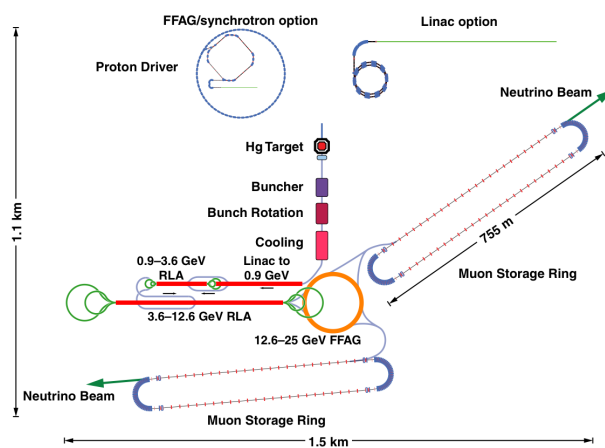 FFAG/synchrotron option
Linac option
Proton Driver
Neutrino Beam
Hg Target
Buncher
Bunch Rotation
Cooling
755 m
1.1 km
0.9–3.6 GeV
RLA
Linac to
0.9 GeV
Muon Storage Ring
3.6–12.6 GeV RLA
12.6–25 GeV FFAG
Neutrino Beam
Muon Storage Ring
1.5 km